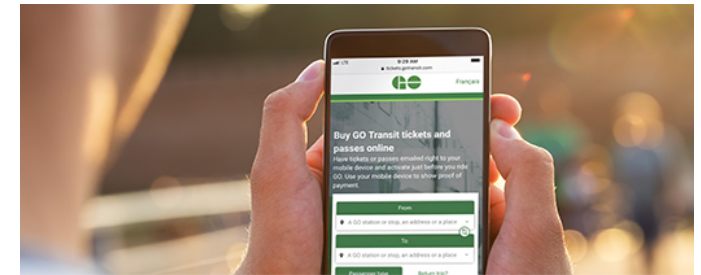 LTE
9:28 AM
tickets.gotransit.com
GO
Français
Buy GO Transit tickets and
passes online
Have tickets or passes emailed right to your
mobile device and activate just before you ride
GO. Use your mobile device to show proof of
payment.
From
A GO station or stop, an address or a place
To
A GO station or stop, an address or a place
Passenger type
Return trip?